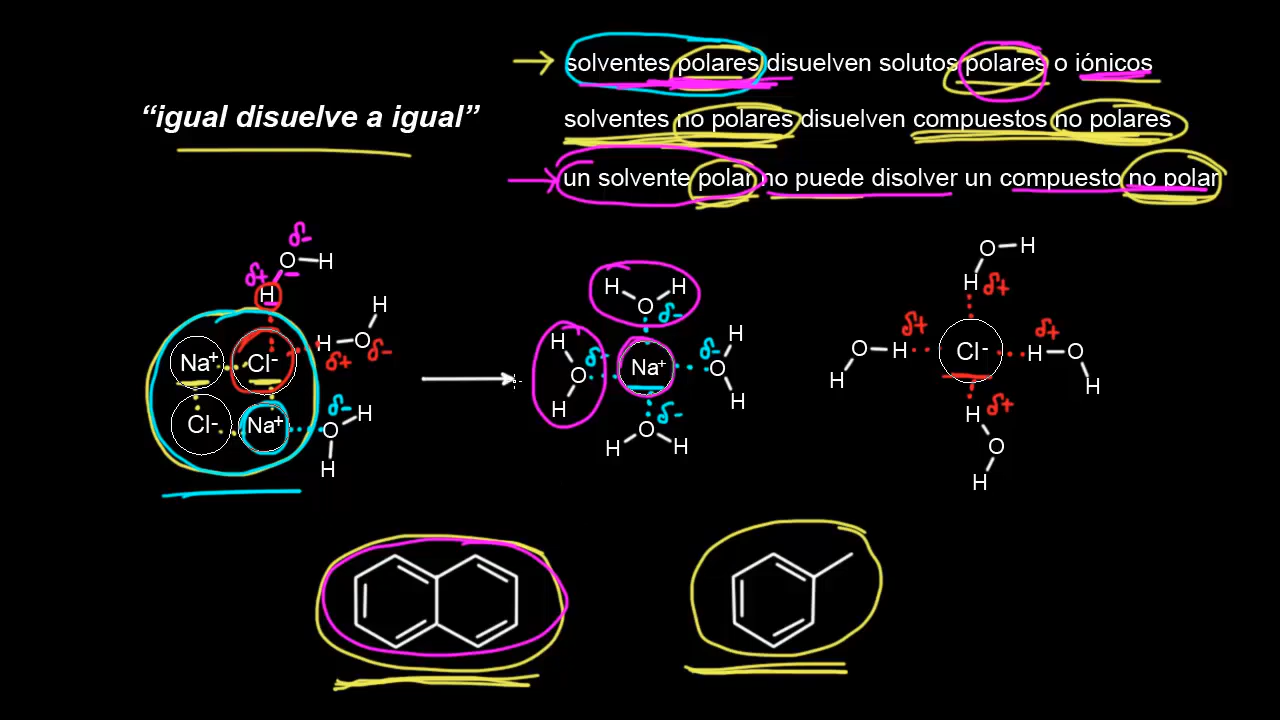 solventes polares disuelven solutos polares o iónicos
"igual disuelve a igual"
solventes no polares disuelven compuestos no polares
un solvente polar no puede disolver un compuesto no polar
δ-
O H
δ+
H
H
H O
δ+ δ-
Na+ Cl-
Cl- Na+
δ-
O H
H
H H
O
δ-
H
δ-
O
H
Na+
δ-
H
O
H
δ-
O
H H
O H
H
δ+
δ+
O H
H
Cl-
δ+
H O
H
H
δ+
O
H